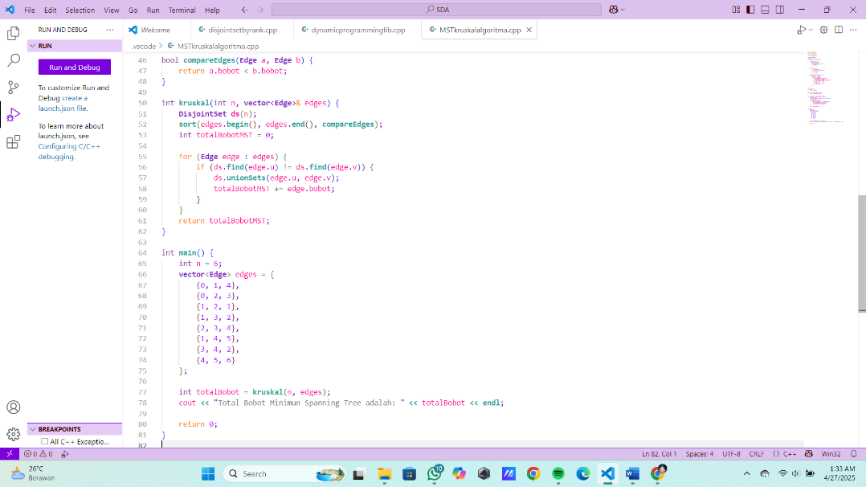 File Edit Selection View Go Run Terminal Help
SDA
RUN AND DEBUG
Welcome
disjointsetbyrank.cpp
dynamicprogrammingfib.cpp
MSTkruskalalgoritma.cpp
RUN
.vscode > MSTkruskalalgoritma.cpp
Run and Debug
To customize Run and
Debug create a
launch.json file.
To learn more about
launch.json, see
Configuring C/C++
debugging.
46 bool compareEdges(Edge a, Edge b) {
47 return a.bobot < b.bobot;
48 }
49
50 int kruskal(int n, vector<Edge>& edges) {
51 DisjointSet ds(n);
52 sort(edges.begin(), edges.end(), compareEdges);
53 int totalBobotMST = 0;
54
55 for (Edge edge : edges) {
56 if (ds.find(edge.u) != ds.find(edge.v)) {
57 ds.unionSets(edge.u, edge.v);
58 totalBobotMST += edge.bobot;
59 }
60 }
61 return totalBobotMST;
62 }
63
64 int main() {
65 int n = 6;
66 vector<Edge> edges = {
67 {0, 1, 4},
68 {0, 2, 3},
69 {1, 2, 1},
70 {1, 3, 2},
71 {2, 3, 4},
72 {1, 4, 5},
73 {3, 4, 2},
74 {4, 5, 6}
75 };
76
77 int totalBobot = kruskal(n, edges);
78 cout << "Total Bobot Minimun Spanning Tree adalah: " << totalBobot << endl;
79
80 return 0;
81 }
82
BREAKPOINTS
All C++ Exceptio...
0 0
Ln 82, Col 1 Spaces: 4 UTF-8 CRLF {} C++ Win32
26°C
Berawan
Search
10
1:33 AM
4/27/2025